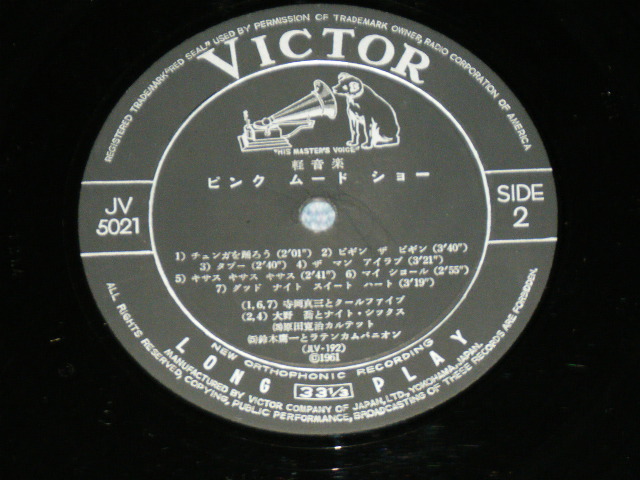 REGISTERED TRADEMARK "RED SEAL" USED BY PERMISSION OF TRADEMARK OWNER, RADIO CORPORATION OF AMERICA
VICTOR
"HIS MASTER'S VOICE"
軽音楽
ピンク ムード ショー
JV
5021
SIDE
2
1) チュンガを踊ろう (2'01") 2) ビギン ザ ビギン (3'40")
3) タブー (2'40") 4) ザ マン アイラブ (3'21")
5) キサス キサス キサス (2'41") 6) マイ ショール (2'55")
7) グッド ナイト スイート ハート (3'19")
(1,6,7) 寺岡真三とクールファイブ
(2,4) 大野 とナイト・シックス
(3)原田寛治カルテット
(5)鈴木庸一とラテンカムパニオン
(JV-192)
Ⓒ1961
NEW ORTHOPHONIC RECORDING
LONG 33⅓ PLAY
MANUFACTURED BY VICTOR COMPANY OF JAPAN, LTD., YOKOHAMA, JAPAN.
ALL RIGHTS RESERVED, COPYING, PUBLIC PERFORMANCE, BROADCASTING OF THESE RECORDS ARE FORBIDDEN.